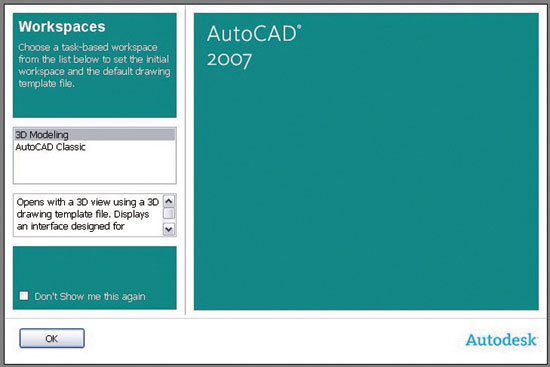 Workspaces
Choose a task-based workspace
from the list below to set the initial
workspace and the default drawing
template file.
3D Modeling
AutoCAD Classic
Opens with a 3D view using a 3D
drawing template file. Displays
an interface designed for
Don't Show me this again
OK
AutoCAD®
2007
Autodesk